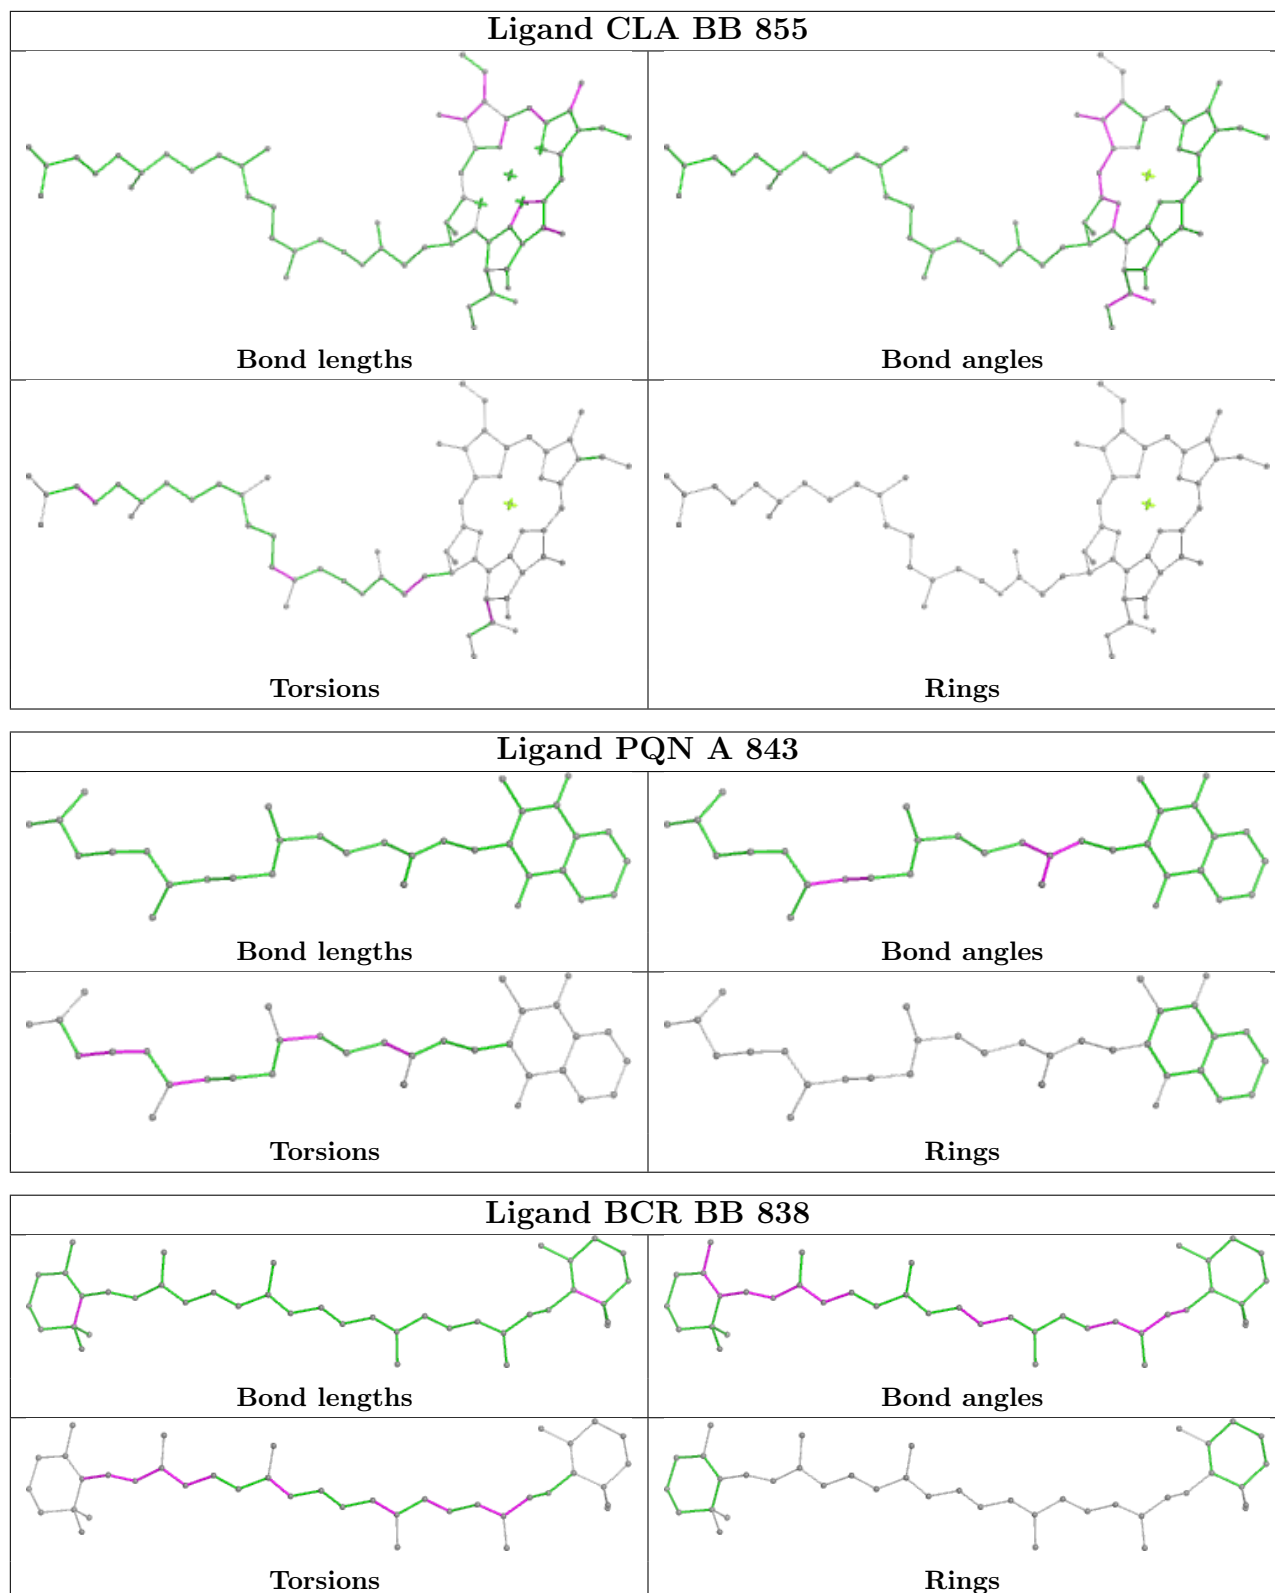 Ligand CLA BB 855
Bond lengths
Bond angles
Torsions
Rings
Ligand PQN A 843
Bond lengths
Bond angles
Torsions
Rings
Ligand BCR BB 838
Bond lengths
Bond angles
Torsions
Rings